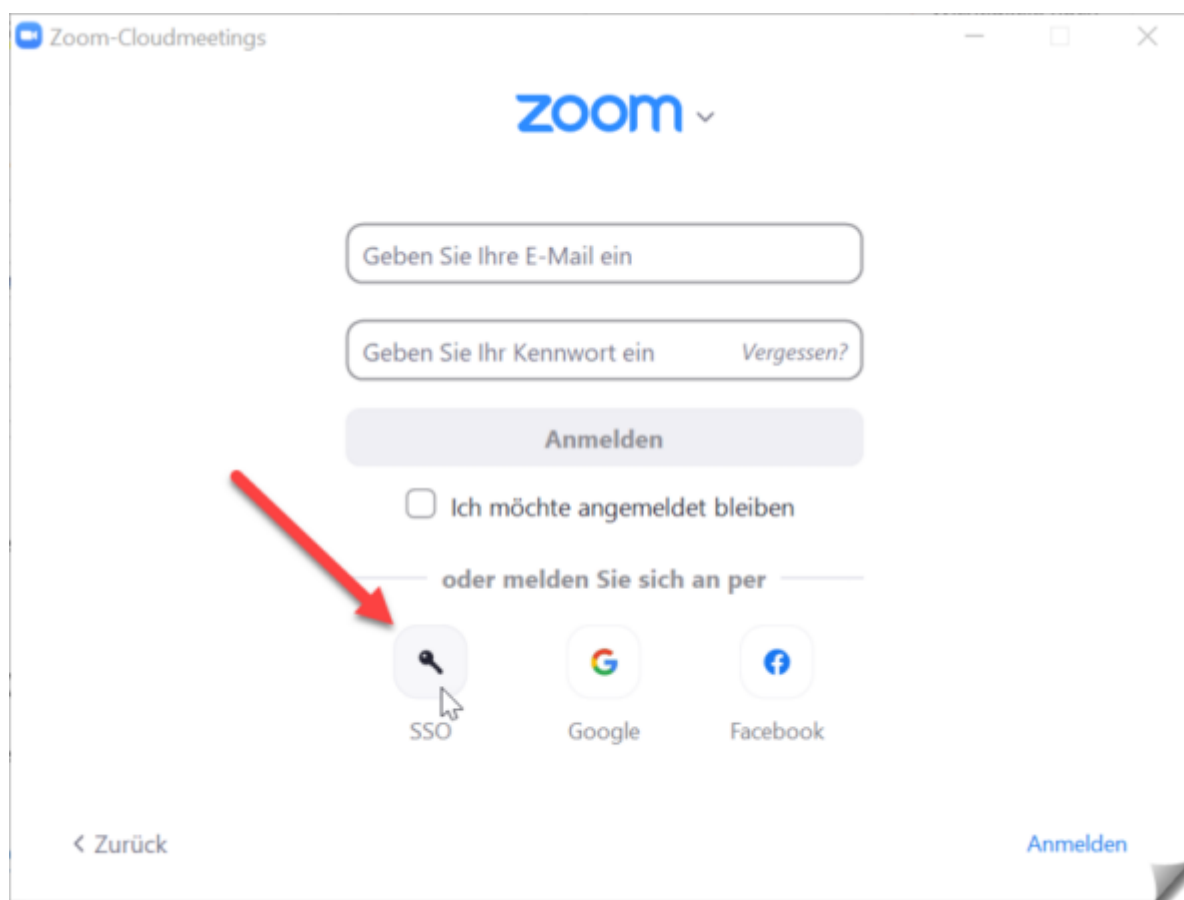 Zoom-Cloudmeetings
zoom
Geben Sie Ihre E-Mail ein
Geben Sie Ihr Kennwort ein Vergessen?
Anmelden
Ich möchte angemeldet bleiben
oder melden Sie sich an per
SSO Google Facebook
< Zurück Anmelden